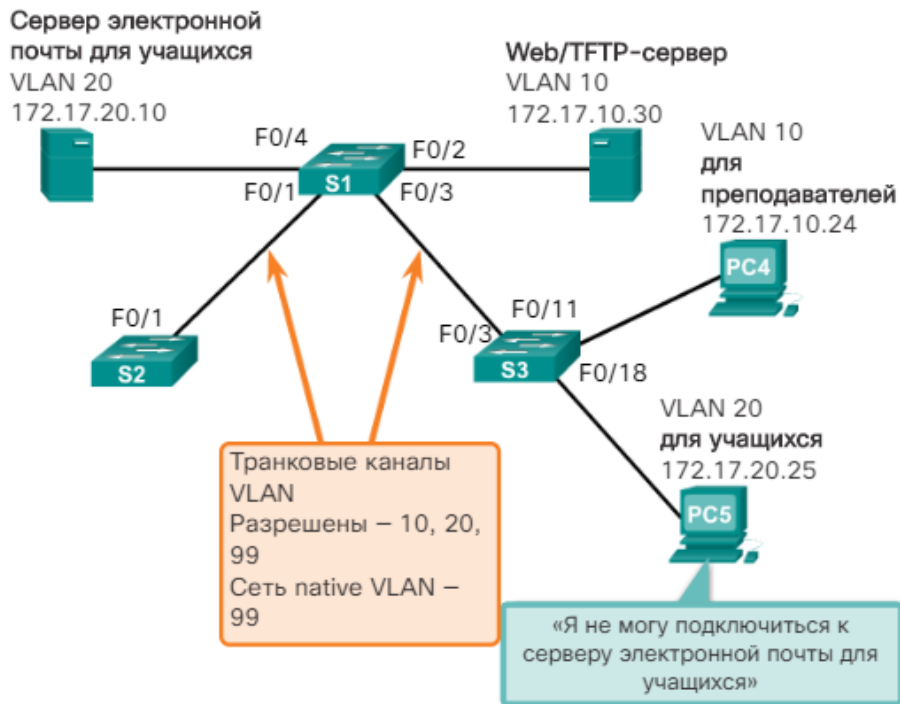 Сервер электронной
почты для учащихся
VLAN 20
172.17.20.10
Web/TFTP-сервер
VLAN 10
172.17.10.30
VLAN 10
для
преподавателей
172.17.10.24
F0/4
F0/2
S1
F0/1
F0/3
PC4
F0/1
F0/11
F0/3
S2
S3
F0/18
VLAN 20
для учащихся
172.17.20.25
Транковые каналы
VLAN
Разрешены – 10, 20,
99
Сеть native VLAN –
99
PC5
«Я не могу подключиться к
серверу электронной почты для
учащихся»